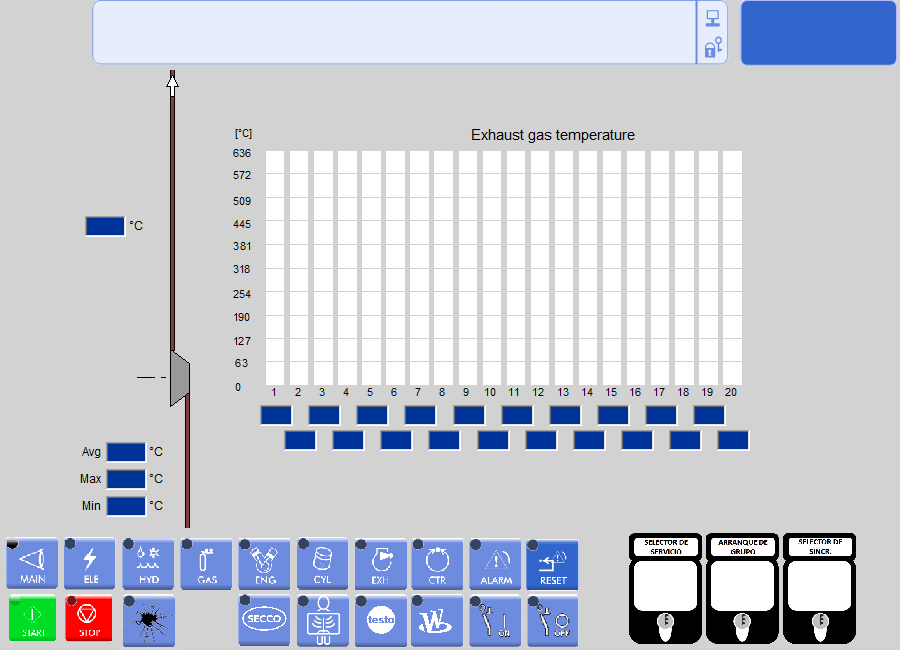 [°C]
Exhaust gas temperature
636
572
509
445
381
318
254
190
127
63
0
1 2 3 4 5 6 7 8 9 10 11 12 13 14 15 16 17 18 19 20
°C
Avg °C
Max °C
Min °C
MAIN ELE HYD GAS ENG CYL EXH CTR ALARM RESET
START STOP SECCO testo W ON OFF
SELECTOR DE
SERVICIO
ARRANQUE DE
GRUPO
SELECTOR DE
SINCR.